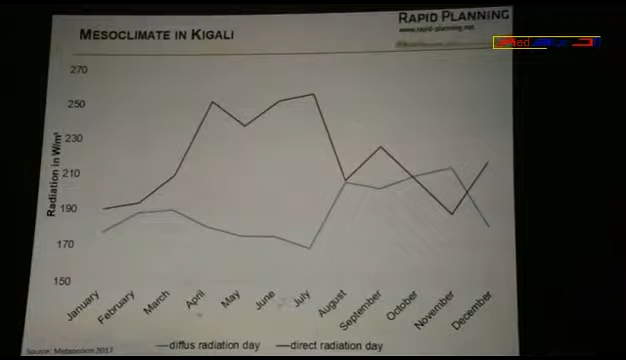 MESOCLIMATE IN KIGALI
RAPID PLANNING
www.rapid-planning.net
270
250
230
210
190
170
150
Radiation in W/m²
January
February
March
April
May
June
July
August
September
October
November
December
diffus radiation day
direct radiation day
Source: Meteonorm 2017